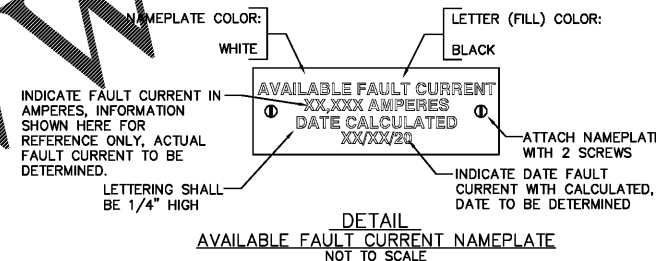 NAMEPLATE COLOR:
WHITE
LETTER (FILL) COLOR:
BLACK
AVAILABLE FAULT CURRENT
XX,XXX AMPERES
DATE CALCULATED
XX/XX/20
INDICATE FAULT CURRENT IN
AMPERES, INFORMATION
SHOWN HERE FOR
REFERENCE ONLY, ACTUAL
FAULT CURRENT TO BE
DETERMINED.
LETTERING SHALL
BE 1/4" HIGH
ATTACH NAMEPLATE
WITH 2 SCREWS
INDICATE DATE FAULT
CURRENT WITH CALCULATED,
DATE TO BE DETERMINED
DETAIL
AVAILABLE FAULT CURRENT NAMEPLATE
NOT TO SCALE